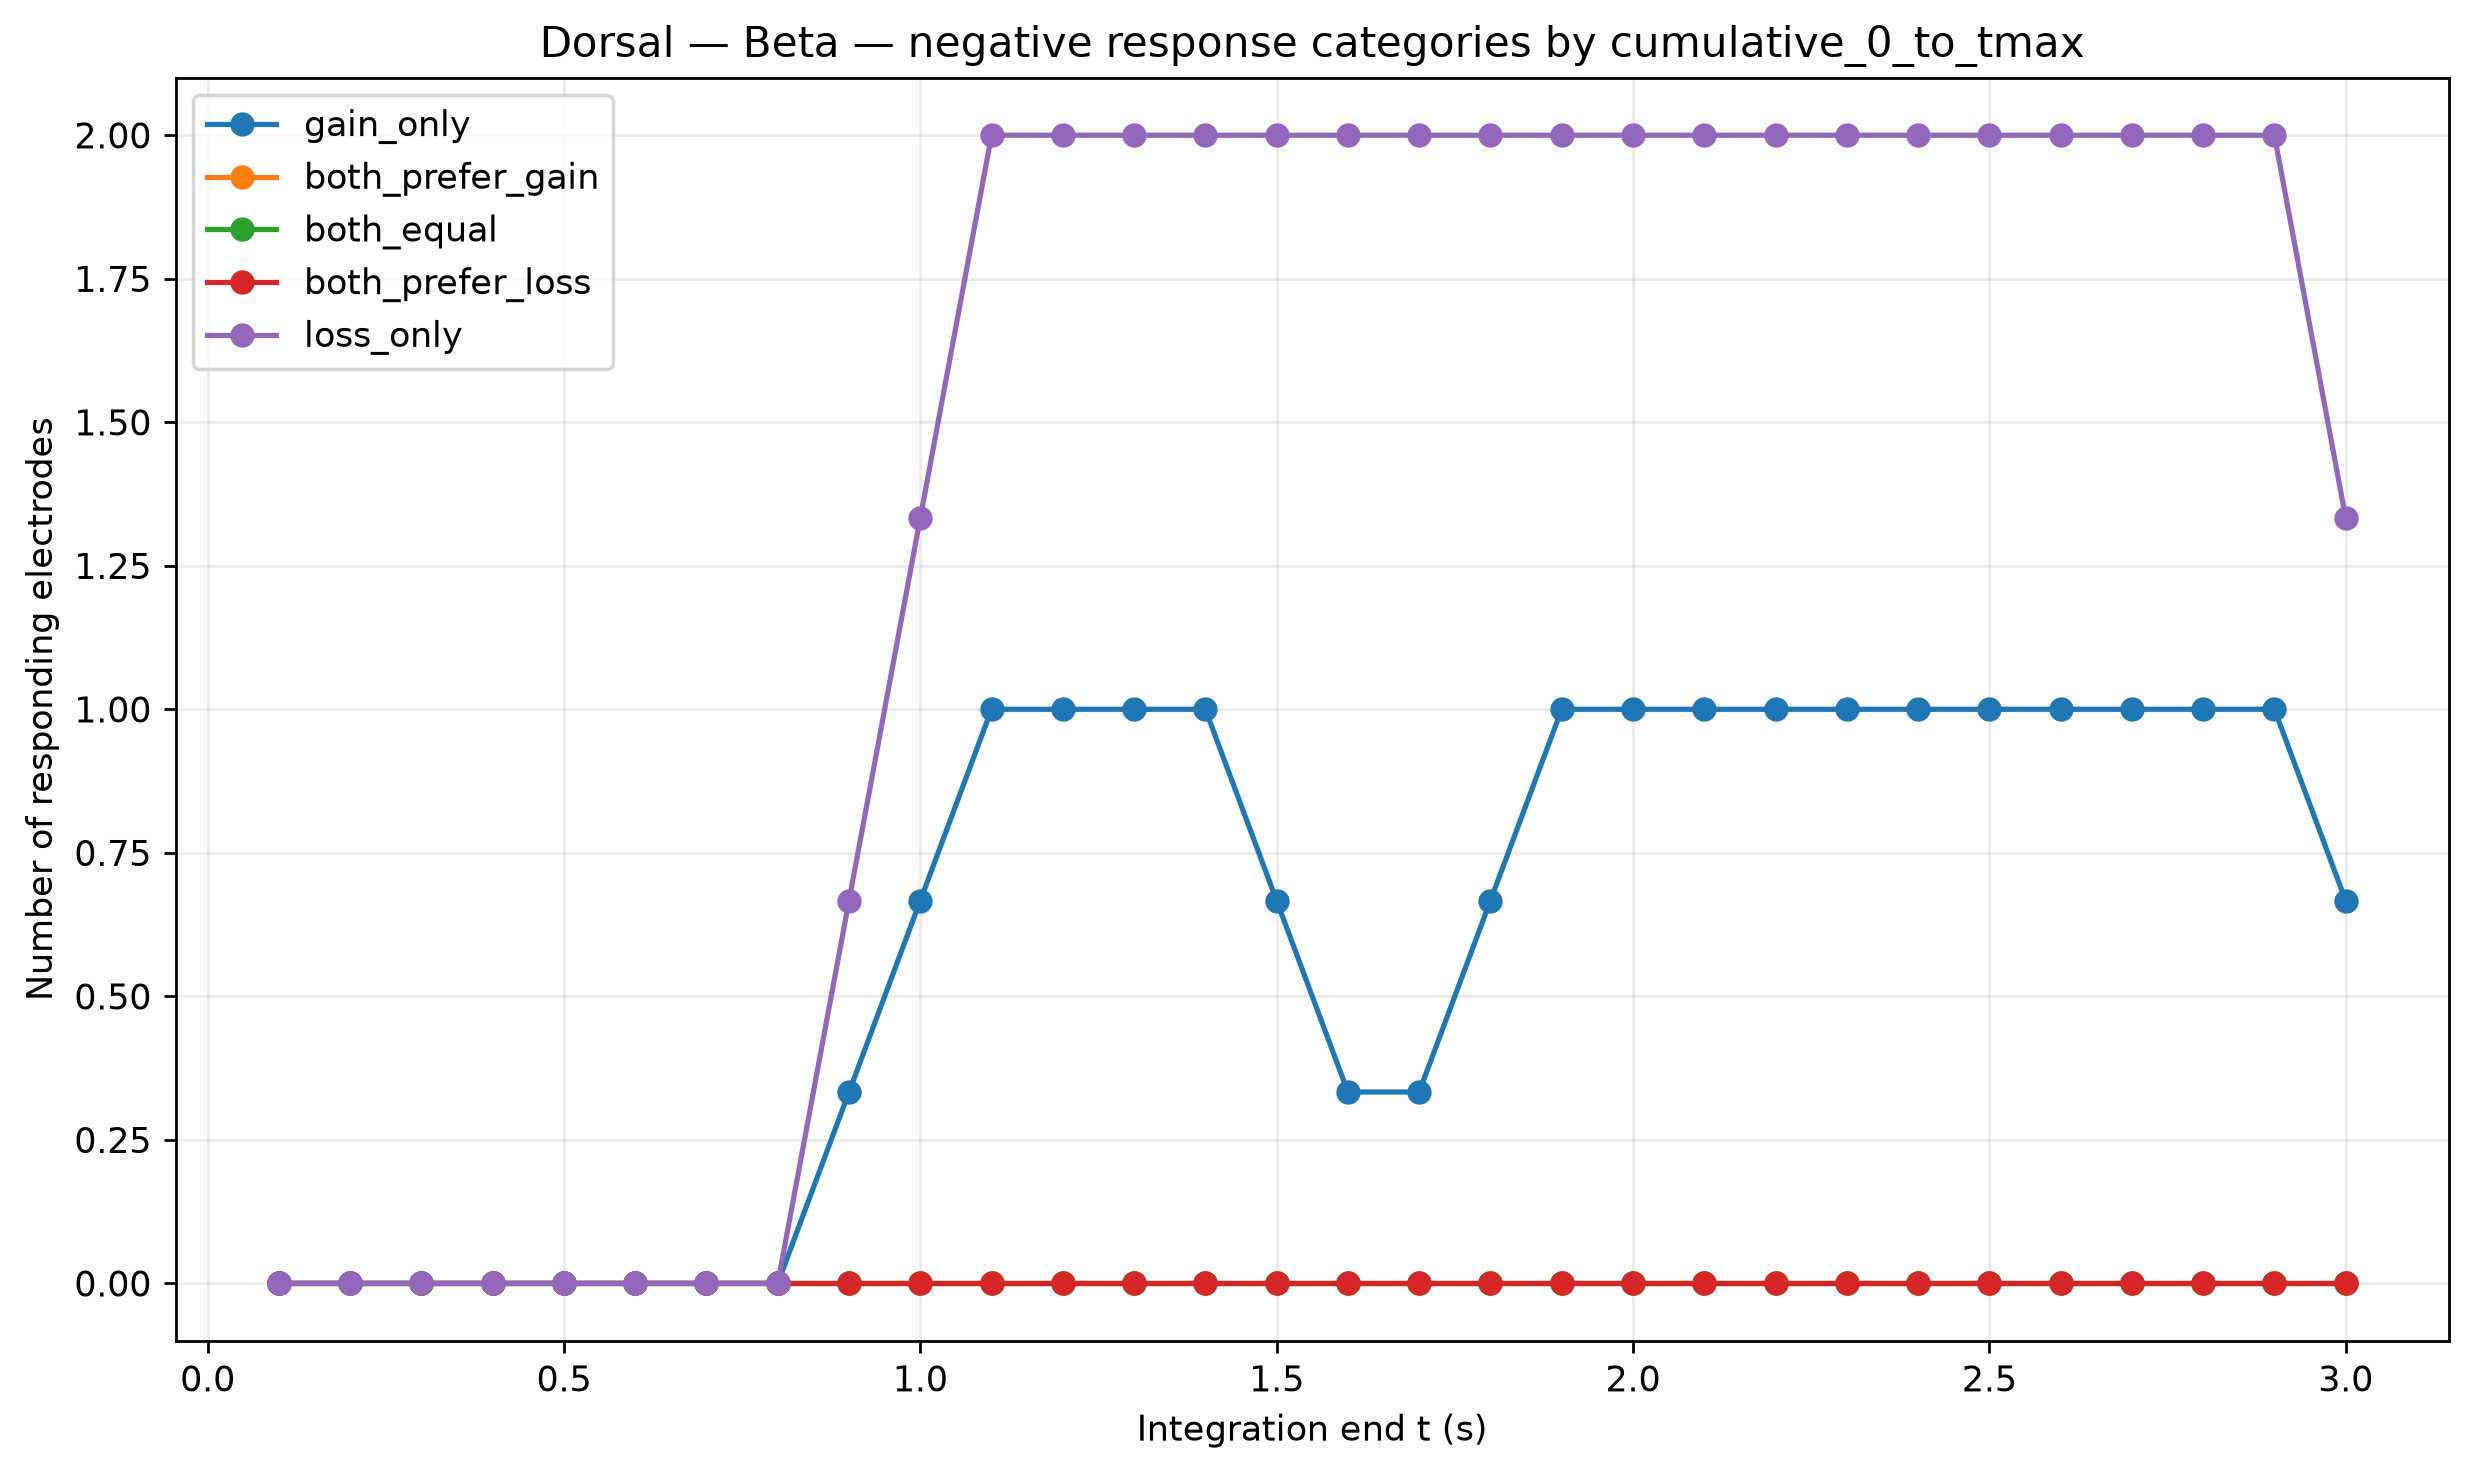 Dorsal — Beta — negative response categories by cumulative_0_to_tmax
gain_only
both_prefer_gain
both_equal
both_prefer_loss
loss_only
Number of responding electrodes
2.00
1.75
1.50
1.25
1.00
0.75
0.50
0.25
0.00
0.0 0.5 1.0 1.5 2.0 2.5 3.0
Integration end t (s)